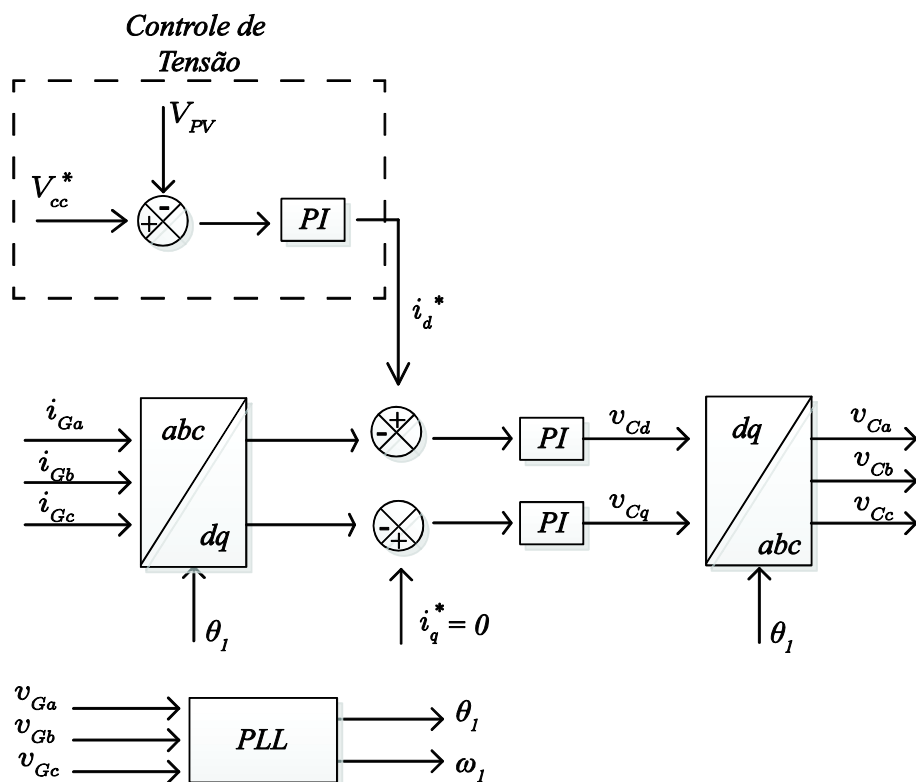 Controle de
Tensão
V_PV
V_cc*
-
+
PI
i_d*
i_Ga
i_Gb
i_Gc
abc
dq
+
-
PI
v_Cd
dq
abc
v_Ca
v_Cb
v_Cc
-
+
PI
v_Cq
θ_1
i_q* = 0
θ_1
v_Ga
v_Gb
v_Gc
PLL
θ_1
ω_1